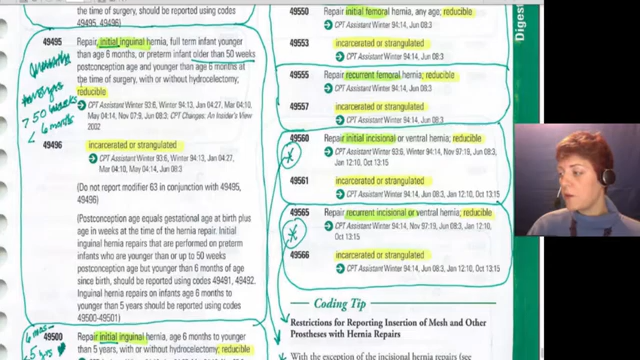 the time of surgery, should be reported using codes
49495, 49496)
49495 Repair, initial inguinal hernia, full term infant younger
than age 6 months, or preterm infant older than 50 weeks
postconception age and younger than age 6 months at
the time of surgery, with or without hydrocelectomy;
reducible
CPT Assistant Winter 93:6, Winter 94:13, Jan 04:27, Mar 04:10,
May 04:14, Nov 07:9, Jun 08:3; CPT Changes: An Insider's View
2002
> 50 weeks
< 6 months
49496 incarcerated or strangulated
CPT Assistant Winter 93:6, Winter 94:13, Jan 04:27,
Mar 04:10, May 04:14, Jun 08:3
(Do not report modifier 63 in conjunction with 49495,
49496)
(Postconception age equals gestational age at birth plus
age in weeks at the time of the hernia repair. Initial
inguinal hernia repairs that are performed on preterm
infants who are younger than or up to 50 weeks
postconception age but younger than 6 months of age
since birth, should be reported using codes 49491, 49492.
Inguinal hernia repairs on infants age 6 months to
younger than 5 years should be reported using codes
49500-49501)
6 mos
5 yrs
49500 Repair initial inguinal hernia, age 6 months to younger
than 5 years, with or without hydrocelectomy; reducible
49550 Repair initial femoral hernia, any age; reducible
CPT Assistant Winter 94:14, Jun 08:3
49553 incarcerated or strangulated
CPT Assistant Winter 94:14, Jun 08:3
49555 Repair recurrent femoral hernia; reducible
CPT Assistant Winter 94:14, Jun 08:3
49557 incarcerated or strangulated
CPT Assistant Winter 94:14, Jun 08:3
49560 Repair initial incisional or ventral hernia; reducible
CPT Assistant Winter 93:6, Winter 94:14, Nov 97:19, Jun 08:3,
Jan 12:10, Oct 13:15
49561 incarcerated or strangulated
CPT Assistant Winter 94:14, Jun 08:3, Jan 12:10, Oct 13:15
49565 Repair recurrent incisional or ventral hernia; reducible
CPT Assistant Winter 94:14, Nov 97:19, Jun 08:3, Jan 12:10,
Oct 13:15
49566 incarcerated or strangulated
CPT Assistant Winter 94:14, Jun 08:3, Jan 12:10, Oct 13:15
Coding Tip
Restrictions for Reporting Insertion of Mesh and Other
Prostheses with Hernia Repairs
With the exception of the incisional hernia repairs (see
Digest